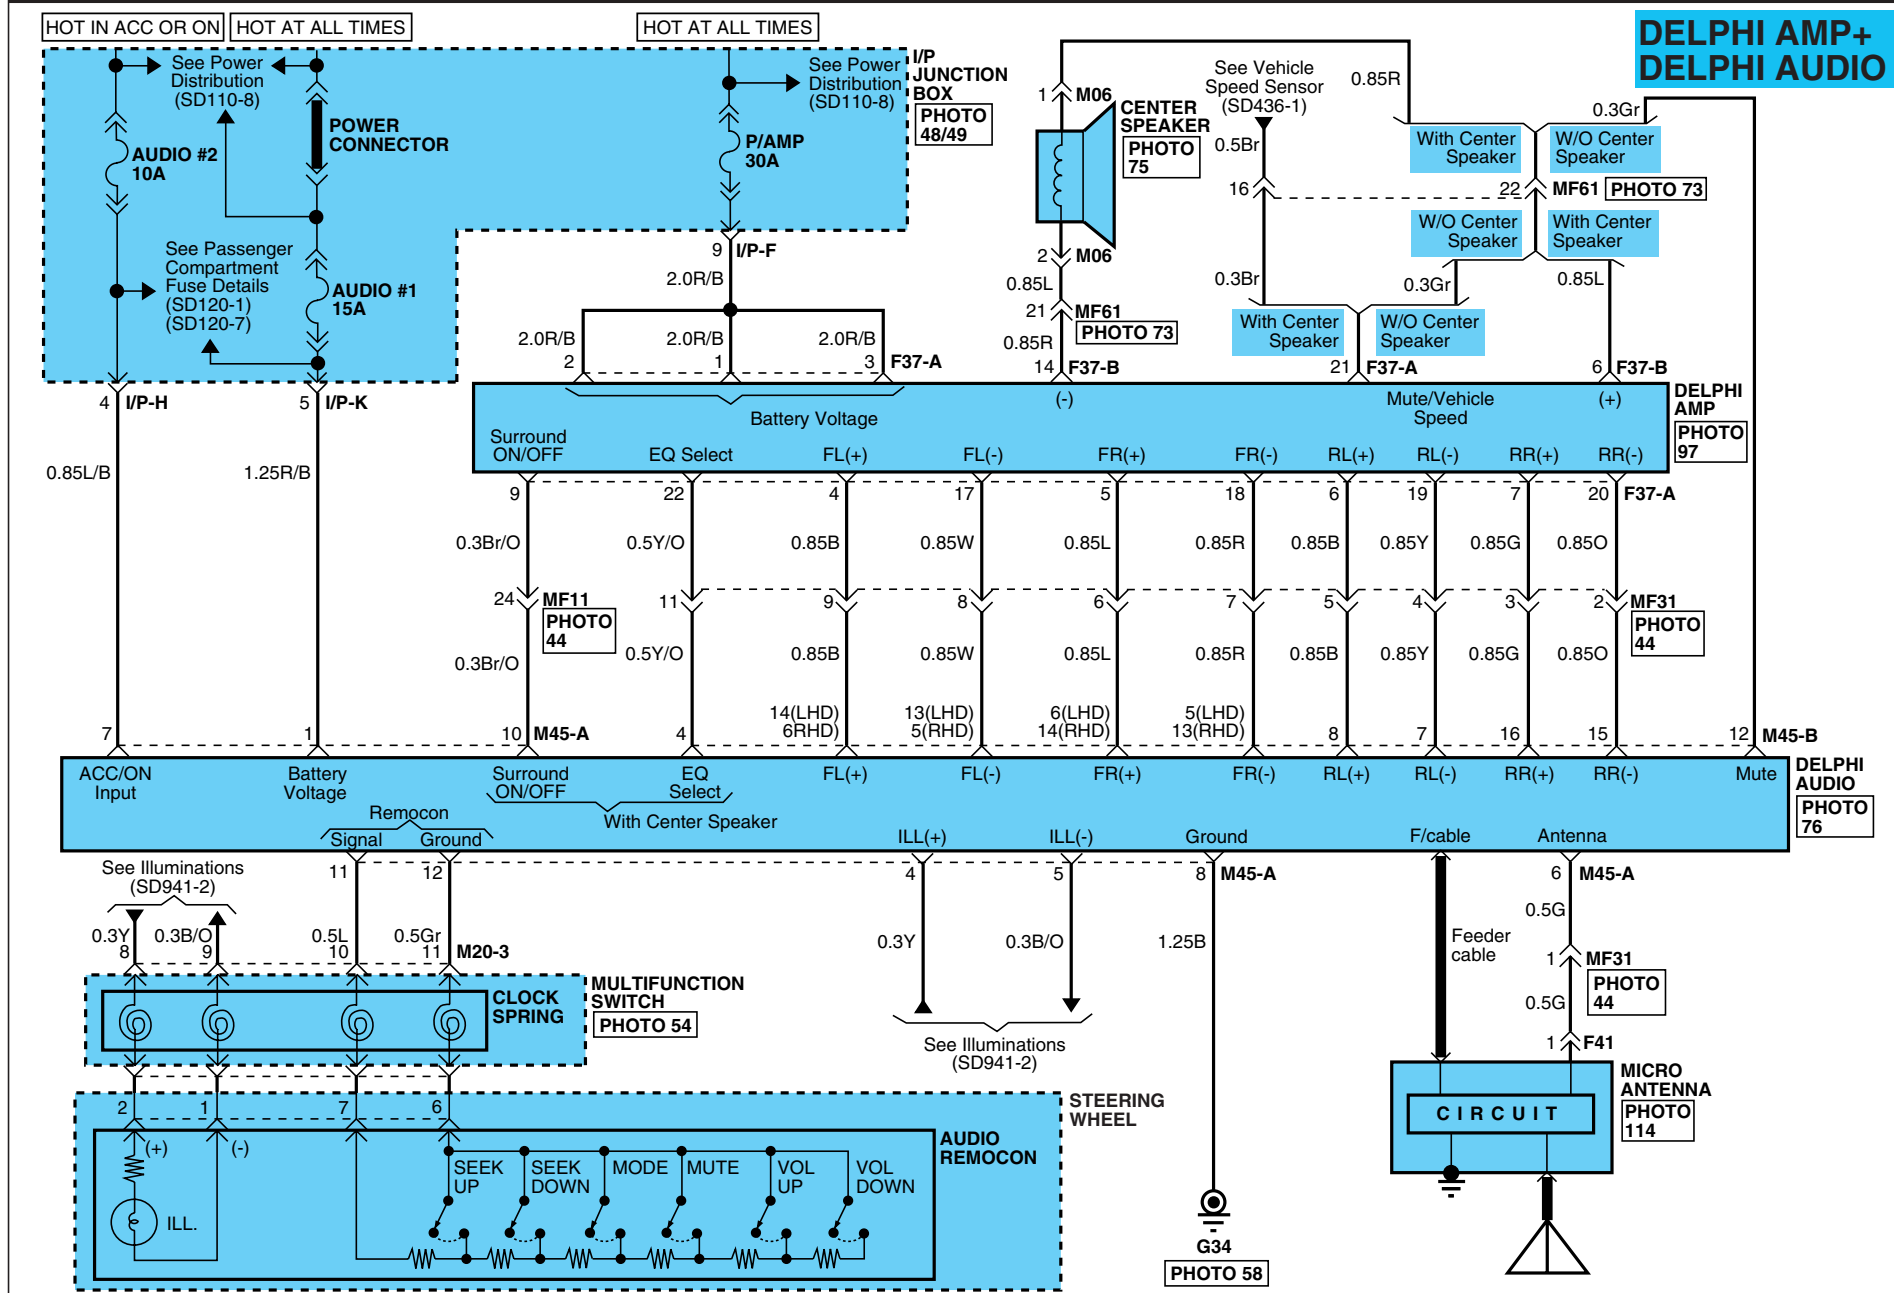 HOT IN ACC OR ON
HOT AT ALL TIMES
HOT AT ALL TIMES
DELPHI AMP+
DELPHI AUDIO
See Power
Distribution
(SD110-8)
POWER
CONNECTOR
AUDIO #2
10A
See Passenger
Compartment
Fuse Details
(SD120-1)
(SD120-7)
AUDIO #1
15A
P/AMP
30A
See Power
Distribution
(SD110-8)
I/P
JUNCTION
BOX
PHOTO
48/49
9 I/P-F
2.0R/B
2.0R/B
2.0R/B
2.0R/B
2
1
3 F37-A
4 I/P-H
5 I/P-K
0.85L/B
1.25R/B
1 M06
CENTER
SPEAKER
PHOTO
75
2 M06
0.85L
21 MF61
PHOTO 73
0.85R
14 F37-B
See Vehicle
Speed Sensor
(SD436-1)
0.5Br
16
0.3Br
0.85R
0.3Gr
With Center
Speaker
W/O Center
Speaker
22 MF61 PHOTO 73
W/O Center
Speaker
With Center
Speaker
0.3Gr
0.85L
With Center
Speaker
W/O Center
Speaker
21 F37-A
6 F37-B
DELPHI
AMP
PHOTO
97
Battery Voltage
(-)
Mute/Vehicle
Speed
(+)
Surround
ON/OFF
EQ Select
FL(+)
FL(-)
FR(+)
FR(-)
RL(+)
RL(-)
RR(+)
RR(-)
9
22
4
17
5
18
6
19
7
20 F37-A
0.3Br/O
0.5Y/O
0.85B
0.85W
0.85L
0.85R
0.85B
0.85Y
0.85G
0.85O
24 MF11
PHOTO
44
11
9
8
6
7
5
4
3
2 MF31
PHOTO
44
0.3Br/O
0.5Y/O
0.85B
0.85W
0.85L
0.85R
0.85B
0.85Y
0.85G
0.85O
14(LHD)
6RHD)
13(LHD)
5(RHD)
6(LHD)
14(RHD)
5(LHD)
13(RHD)
7
1
10 M45-A
4
8
7
16
15
12 M45-B
ACC/ON
Input
Battery
Voltage
Surround
ON/OFF
EQ
Select
FL(+)
FL(-)
FR(+)
FR(-)
RL(+)
RL(-)
RR(+)
RR(-)
Mute
DELPHI
AUDIO
PHOTO
76
With Center Speaker
Remocon
Signal
Ground
ILL(+)
ILL(-)
Ground
F/cable
Antenna
11
12
4
5
8 M45-A
6 M45-A
See Illuminations
(SD941-2)
0.3Y
0.3B/O
0.5L
0.5Gr
8
9
10
11 M20-3
0.3Y
0.3B/O
1.25B
Feeder
cable
0.5G
1 MF31
PHOTO
44
0.5G
1 F41
CLOCK
SPRING
MULTIFUNCTION
SWITCH
PHOTO 54
See Illuminations
(SD941-2)
MICRO
ANTENNA
PHOTO
114
CIRCUIT
STEERING
WHEEL
2
1
7
6
(+)
(-)
AUDIO
REMOCON
SEEK
UP
SEEK
DOWN
MODE
MUTE
VOL
UP
VOL
DOWN
ILL.
G34
PHOTO 58